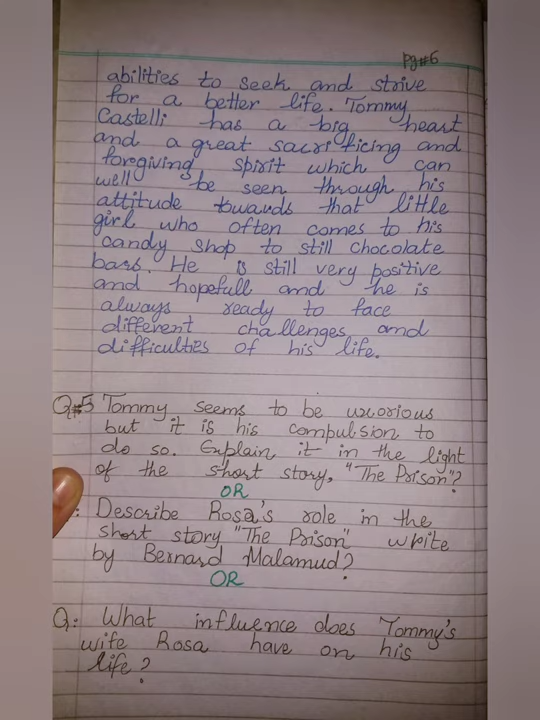 Pg#6
abilities to seek and strive
for a better life. Tommy
Castelli has a big heart
and a great sacrificing and
foregiving spirit which can
well be seen through his
attitude towards that little
girl who often comes to his
candy shop to still chocolate
bars. He is still very positive
and hopefull and he is
always ready to face
different challenges and
difficulties of his life.
Q#5 Tommy seems to be uxorious
but it is his compulsion to
do so. Explain it in the light
of the short story, "The Prison"?
OR
: Describe Rosa's role in the
short story "The Prison" write
by Bernard Malamud?
OR
Q: What influence does Tommy's
wife Rosa have on his
life?